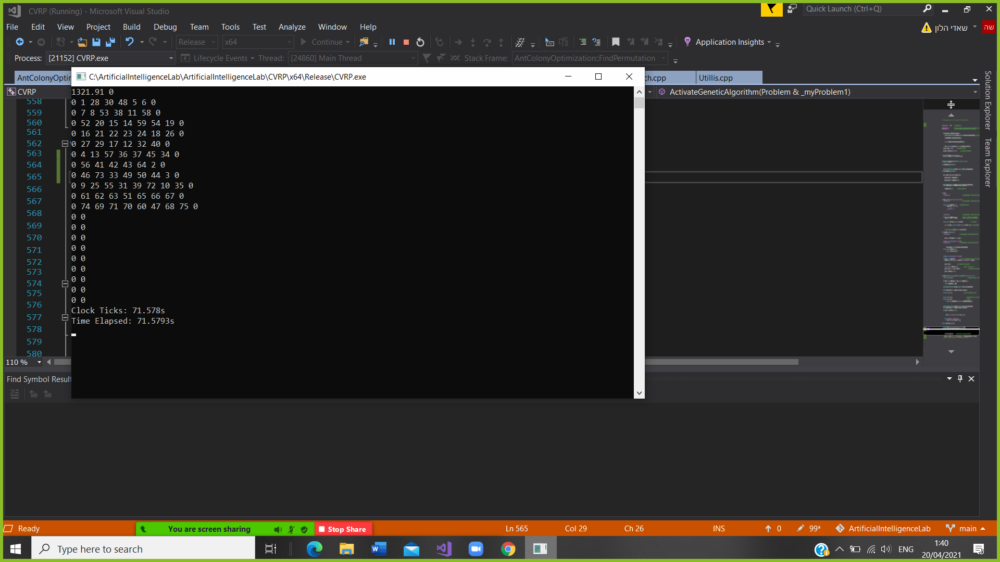 CVRP (Running) - Microsoft Visual Studio
Quick Launch (Ctrl+Q)
File Edit View Project Build Debug Team Tools Test Analyze Window Help
שאדי הלון
שה
Release x64 Continue Application Insights
Process: [21152] CVRP.exe Lifecycle Events Thread: [24860] Main Thread Stack Frame: AntColonyOptimization::FindPermutation
AntColonyOptim
C:\ArtificialIntelligenceLab\ArtificialIntelligenceLab\CVRP\x64\Release\CVRP.exe
ch.cpp Utillis.cpp
CVRP
ActivateGeneticAlgorithm(Problem & _myProblem1)
Solution Explorer
Team Explorer
558
559
560
561
562
563
564
565
566
567
568
569
570
571
572
573
574
575
576
577
578
579
580
1321.91 0
0 1 28 30 48 5 6 0
0 7 8 53 38 11 58 0
0 52 20 15 14 59 54 19 0
0 16 21 22 23 24 18 26 0
0 27 29 17 12 32 40 0
0 4 13 57 36 37 45 34 0
0 56 41 42 43 64 2 0
0 46 73 33 49 50 44 3 0
0 9 25 55 31 39 72 10 35 0
0 61 62 63 51 65 66 67 0
0 74 69 71 70 60 47 68 75 0
0 0
0 0
0 0
0 0
0 0
0 0
0 0
0 0
0 0
Clock Ticks: 71.578s
Time Elapsed: 71.5793s
110 %
Find Symbol Result
Ready
You are screen sharing
Stop Share
Ln 565 Col 29 Ch 26 INS 0 99* ArtificialIntelligenceLab main
Type here to search
ENG
1:40
20/04/2021